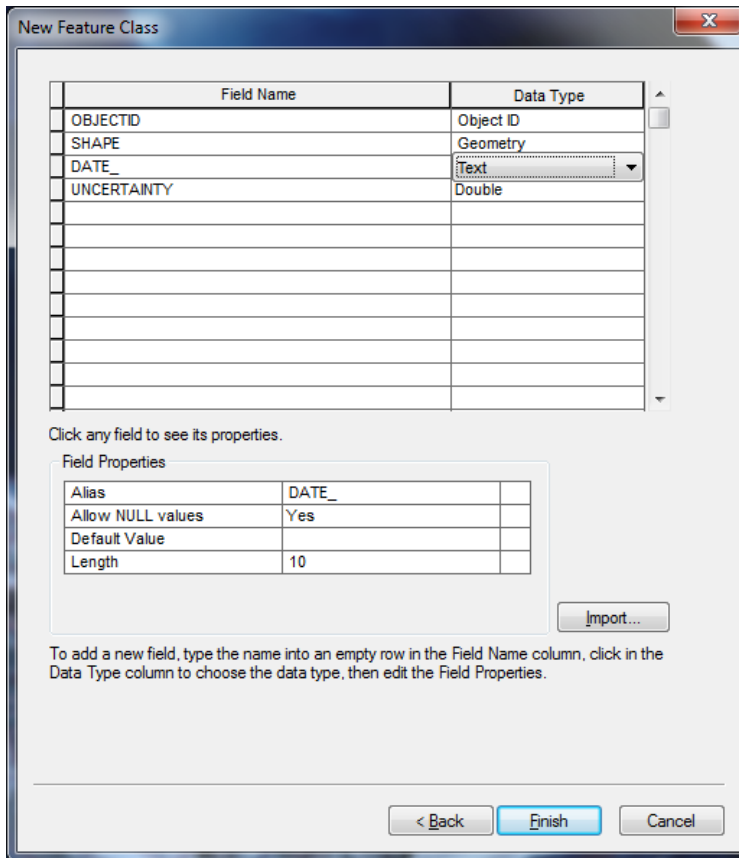 New Feature Class
Field Name Data Type
OBJECTID Object ID
SHAPE Geometry
DATE_ Text
UNCERTAINTY Double
Click any field to see its properties.
Field Properties
Alias DATE_
Allow NULL values Yes
Default Value
Length 10
Import...
To add a new field, type the name into an empty row in the Field Name column, click in the
Data Type column to choose the data type, then edit the Field Properties.
< Back Finish Cancel